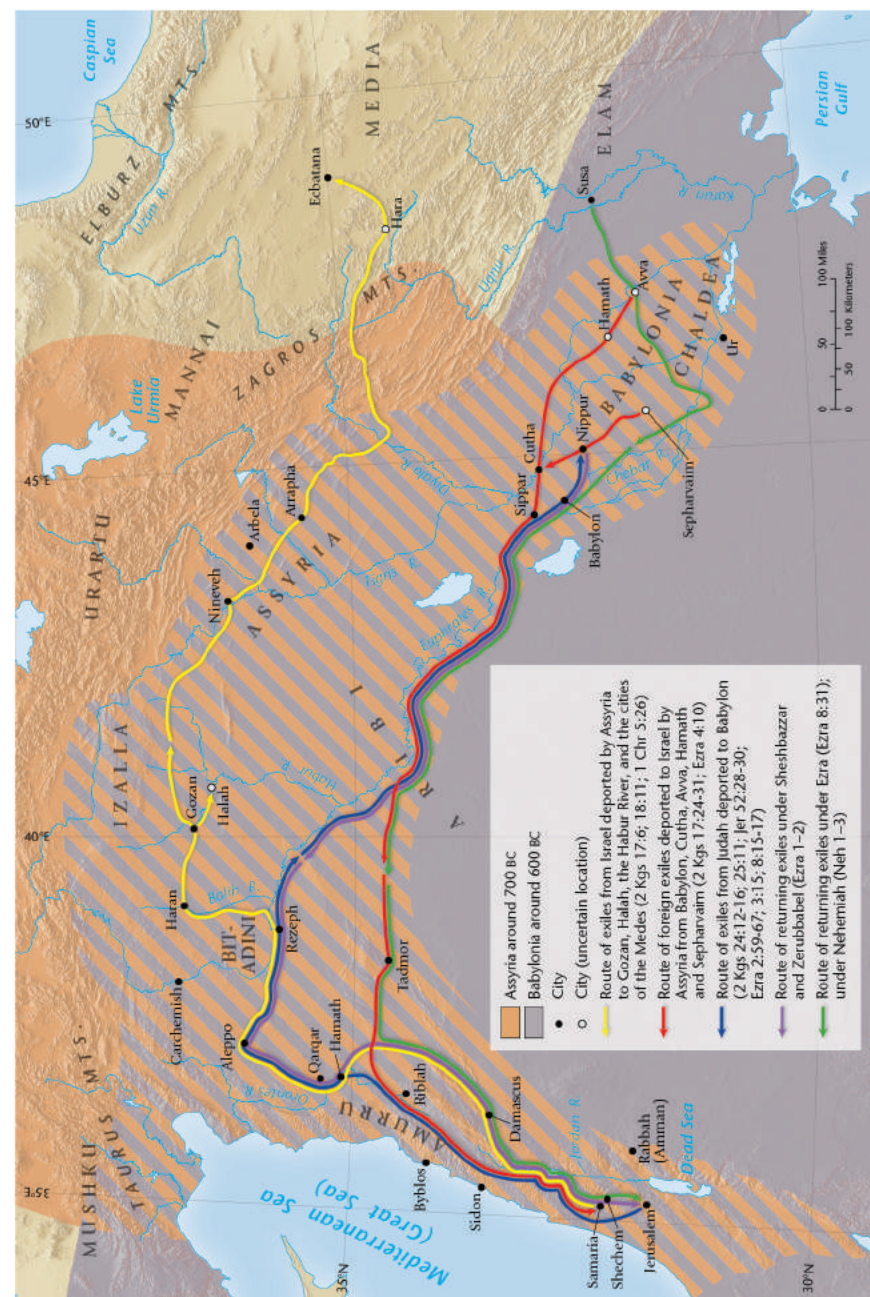 Caspian
Sea
50°E
ELBURZ MTS.
Uzun R.
MEDIA
Ecbatana
Hara
ELAM
Susa
Karun R.
Persian
Gulf
Uqnu R.
MANNAI
ZAGROS MTS.
Lake
Urmia
45°E
URARTU
Arbela
Arrapha
Nineveh
ASSYRIA
Tigris R.
Diyala R.
Hamath
Avva
BABYLONIA
CHALDEA
Ur
Cutha
Sippar
Nippur
Babylon
Chebar R.
Sepharvaim
Euphrates R.
100 Miles
0
50
0
50
100 Kilometers
IZALLA
Gozan
Halah
Habur R.
40°E
Haran
Balih R.
BIT-
ADINI
Rezeph
Carchemish
Tadmor
ARIBI
Aleppo
Qarqar
Hamath
Orontes R.
Riblah
AMURRU
MUSHKU
TAURUS MTS.
35°E
Mediterranean Sea
(Great Sea)
35°N
Byblos
Sidon
Damascus
Jordan R.
Samaria
Shechem
Jerusalem
Rabbah
(Amman)
Dead Sea
30°N
Assyria around 700 BC
Babylonia around 600 BC
City
City (uncertain location)
Route of exiles from Israel deported by Assyria
to Gozan, Halah, the Habur River, and the cities
of the Medes (2 Kgs 17:6; 18:11; 1 Chr 5:26)
Route of foreign exiles deported to Israel by
Assyria from Babylon, Cutha, Avva, Hamath
and Sepharvaim (2 Kgs 17:24-31; Ezra 4:10)
Route of exiles from Judah deported to Babylon
(2 Kgs 24:12-16; 25:11; Jer 52:28-30;
Ezra 2:59-67; 3:15; 8:15-17)
Route of returning exiles under Sheshbazzar
and Zerubbabel (Ezra 1–2)
Route of returning exiles under Ezra (Ezra 8:31);
under Nehemiah (Neh 1–3)